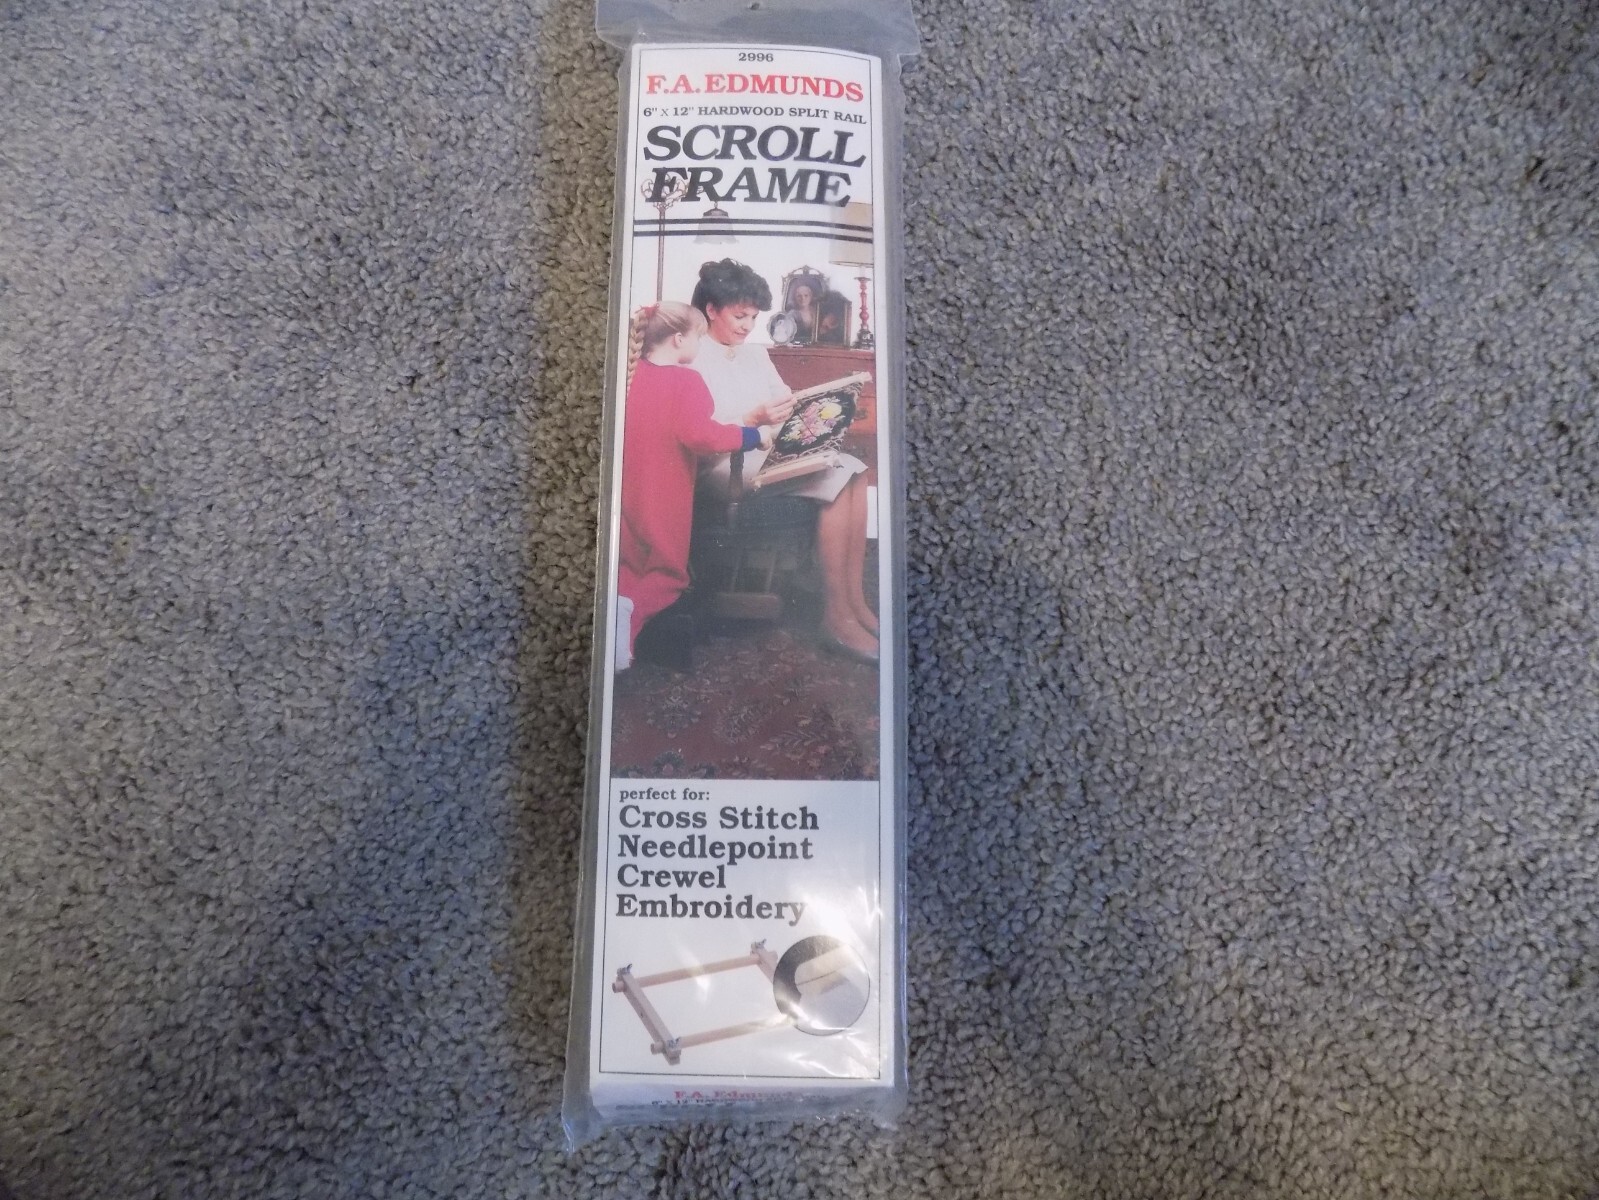 2996
F.A. EDMUNDS
6" X 12" HARDWOOD SPLIT RAIL
SCROLL
FRAME
perfect for:
Cross Stitch
Needlepoint
Crewel
Embroidery
F.A. Edmunds